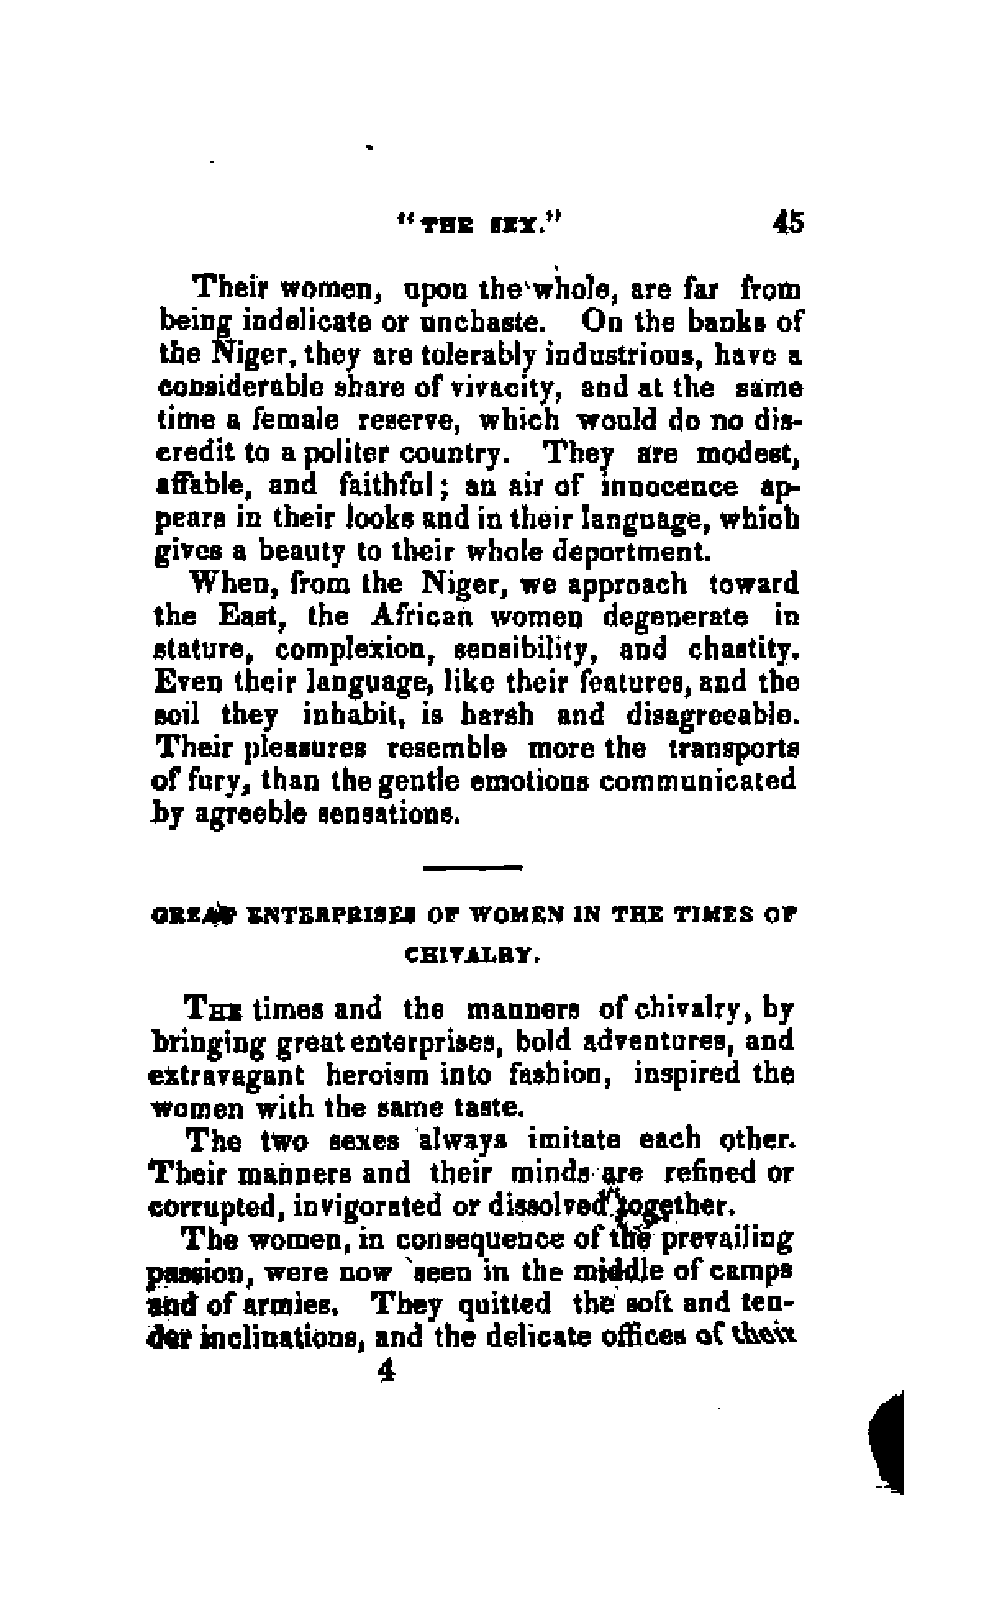 "THE SEX." 45
Their women, upon the whole, are far from
being indelicate or unchaste. On the banks of
the Niger, they are tolerably industrious, have a
considerable share of vivacity, and at the same
time a female reserve, which would do no dis-
credit to a politer country. They are modest,
affable, and faithful; an air of innocence ap-
pears in their looks and in their language, which
gives a beauty to their whole deportment.
When, from the Niger, we approach toward
the East, the African women degenerate in
stature, complexion, sensibility, and chastity.
Even their language, like their features, and the
soil they inhabit, is harsh and disagreeable.
Their pleasures resemble more the transports
of fury, than the gentle emotions communicated
by agreeble sensations.
GREAT ENTERPRISES OF WOMEN IN THE TIMES OF
CHIVALRY.
THE times and the manners of chivalry, by
bringing great enterprises, bold adventures, and
extravagant heroism into fashion, inspired the
women with the same taste.
The two sexes always imitate each other.
Their manners and their minds are refined or
corrupted, invigorated or dissolved together.
The women, in consequence of the prevailing
passion, were now seen in the middle of camps
and of armies. They quitted the soft and ten-
der inclinations, and the delicate offices of their
4